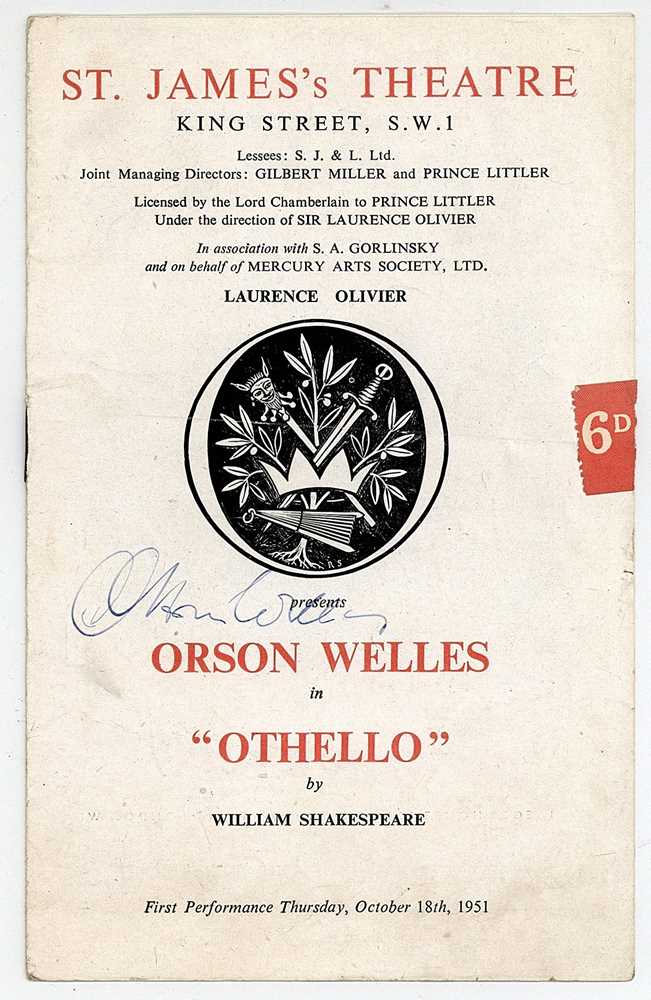 ST. JAMES's THEATRE
KING STREET, S.W.1
Lessees: S. J. & L. Ltd.
Joint Managing Directors: GILBERT MILLER and PRINCE LITTLER
Licensed by the Lord Chamberlain to PRINCE LITTLER
Under the direction of SIR LAURENCE OLIVIER
In association with S. A. GORLINSKY
and on behalf of MERCURY ARTS SOCIETY, LTD.
LAURENCE OLIVIER
6D
R S
Orson Welles
presents
ORSON WELLES
in
"OTHELLO"
by
WILLIAM SHAKESPEARE
First Performance Thursday, October 18th, 1951